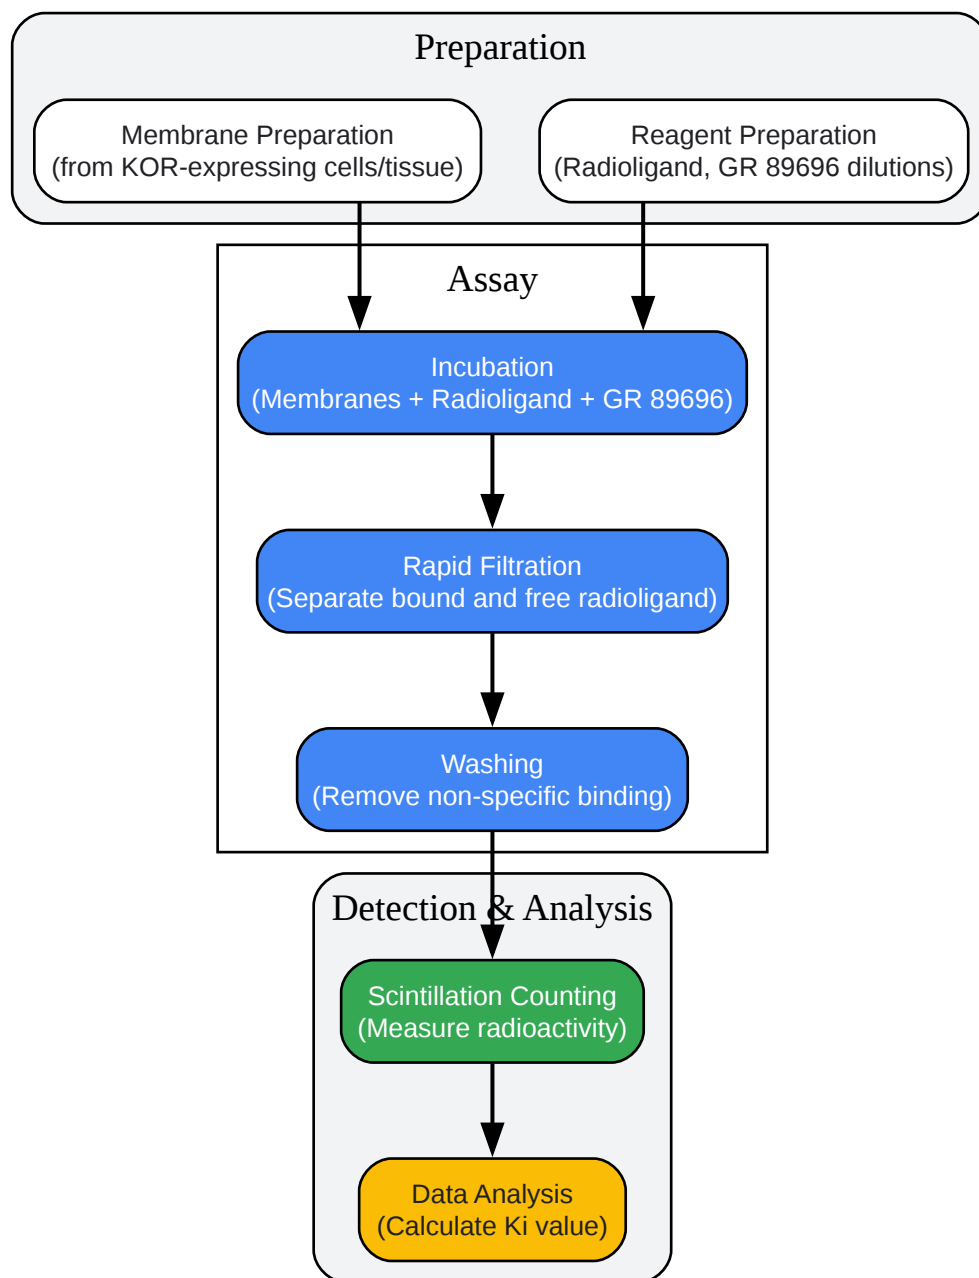 Preparation
Membrane Preparation
(from KOR-expressing cells/tissue)
Reagent Preparation
(Radioligand, GR 89696 dilutions)
Assay
Incubation
(Membranes + Radioligand + GR 89696)
Rapid Filtration
(Separate bound and free radioligand)
Washing
(Remove non-specific binding)
Detection & Analysis
Scintillation Counting
(Measure radioactivity)
Data Analysis
(Calculate Ki value)